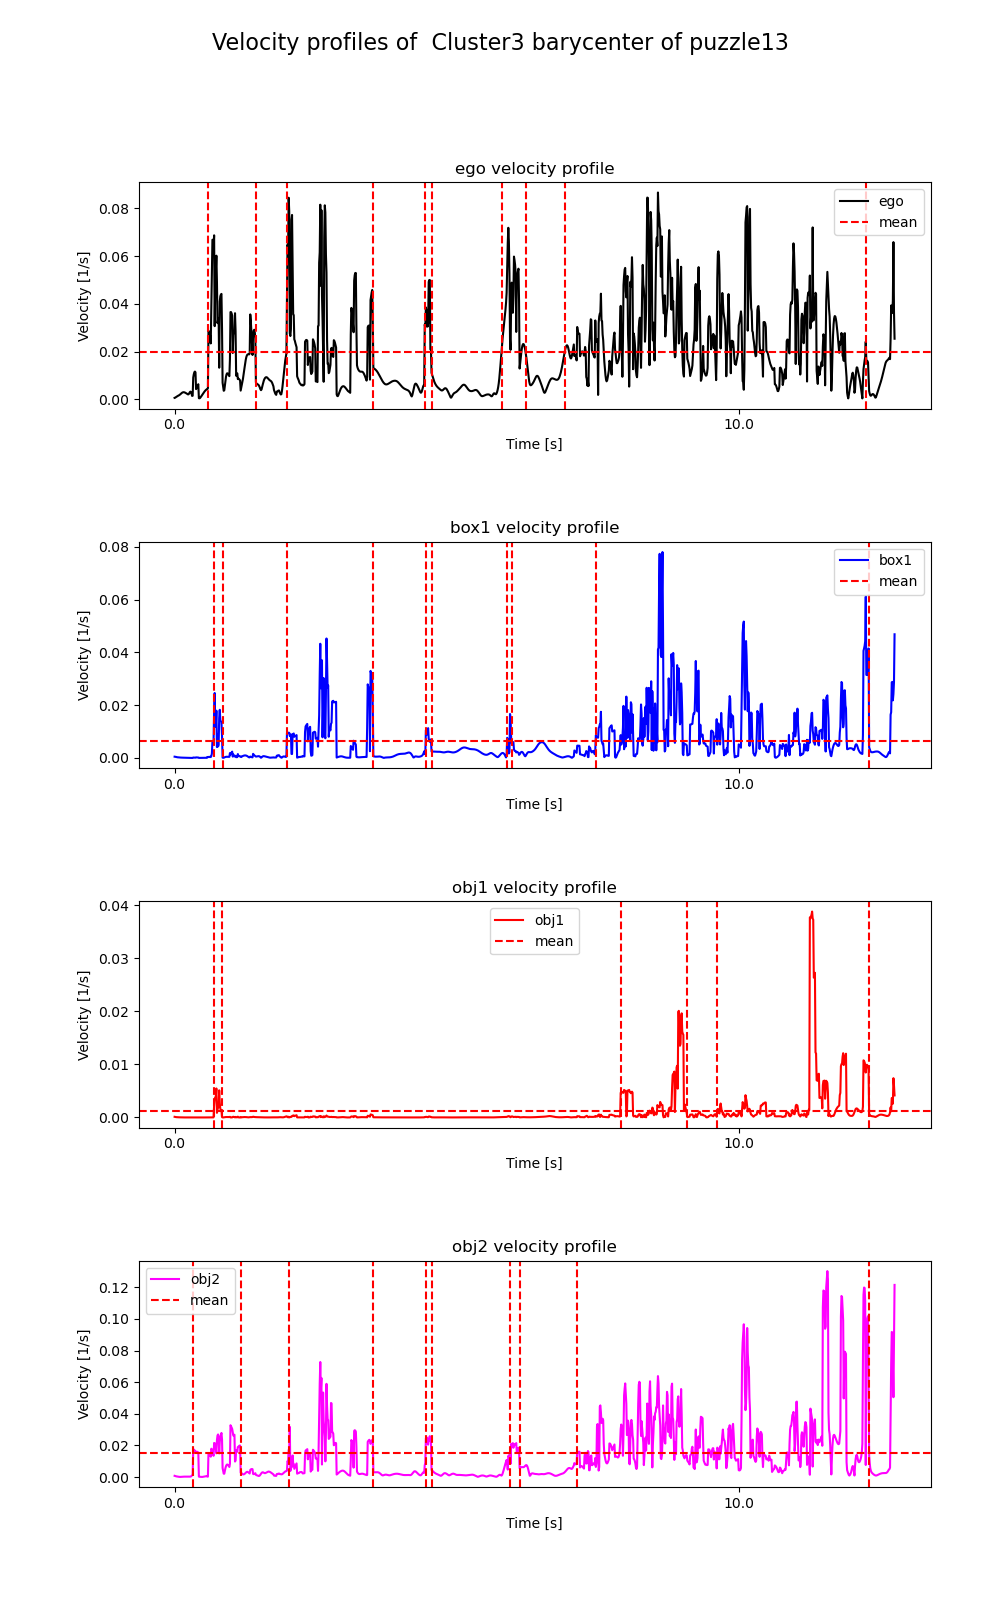 Velocity profiles of  Cluster3 barycenter of puzzle13
ego velocity profile
Velocity [1/s]
0.08
0.06
0.04
0.02
0.00
ego
mean
0.0
10.0
Time [s]
box1 velocity profile
Velocity [1/s]
0.08
0.06
0.04
0.02
0.00
box1
mean
0.0
10.0
Time [s]
obj1 velocity profile
Velocity [1/s]
0.04
0.03
0.02
0.01
0.00
obj1
mean
0.0
10.0
Time [s]
obj2 velocity profile
Velocity [1/s]
0.12
0.10
0.08
0.06
0.04
0.02
0.00
obj2
mean
0.0
10.0
Time [s]